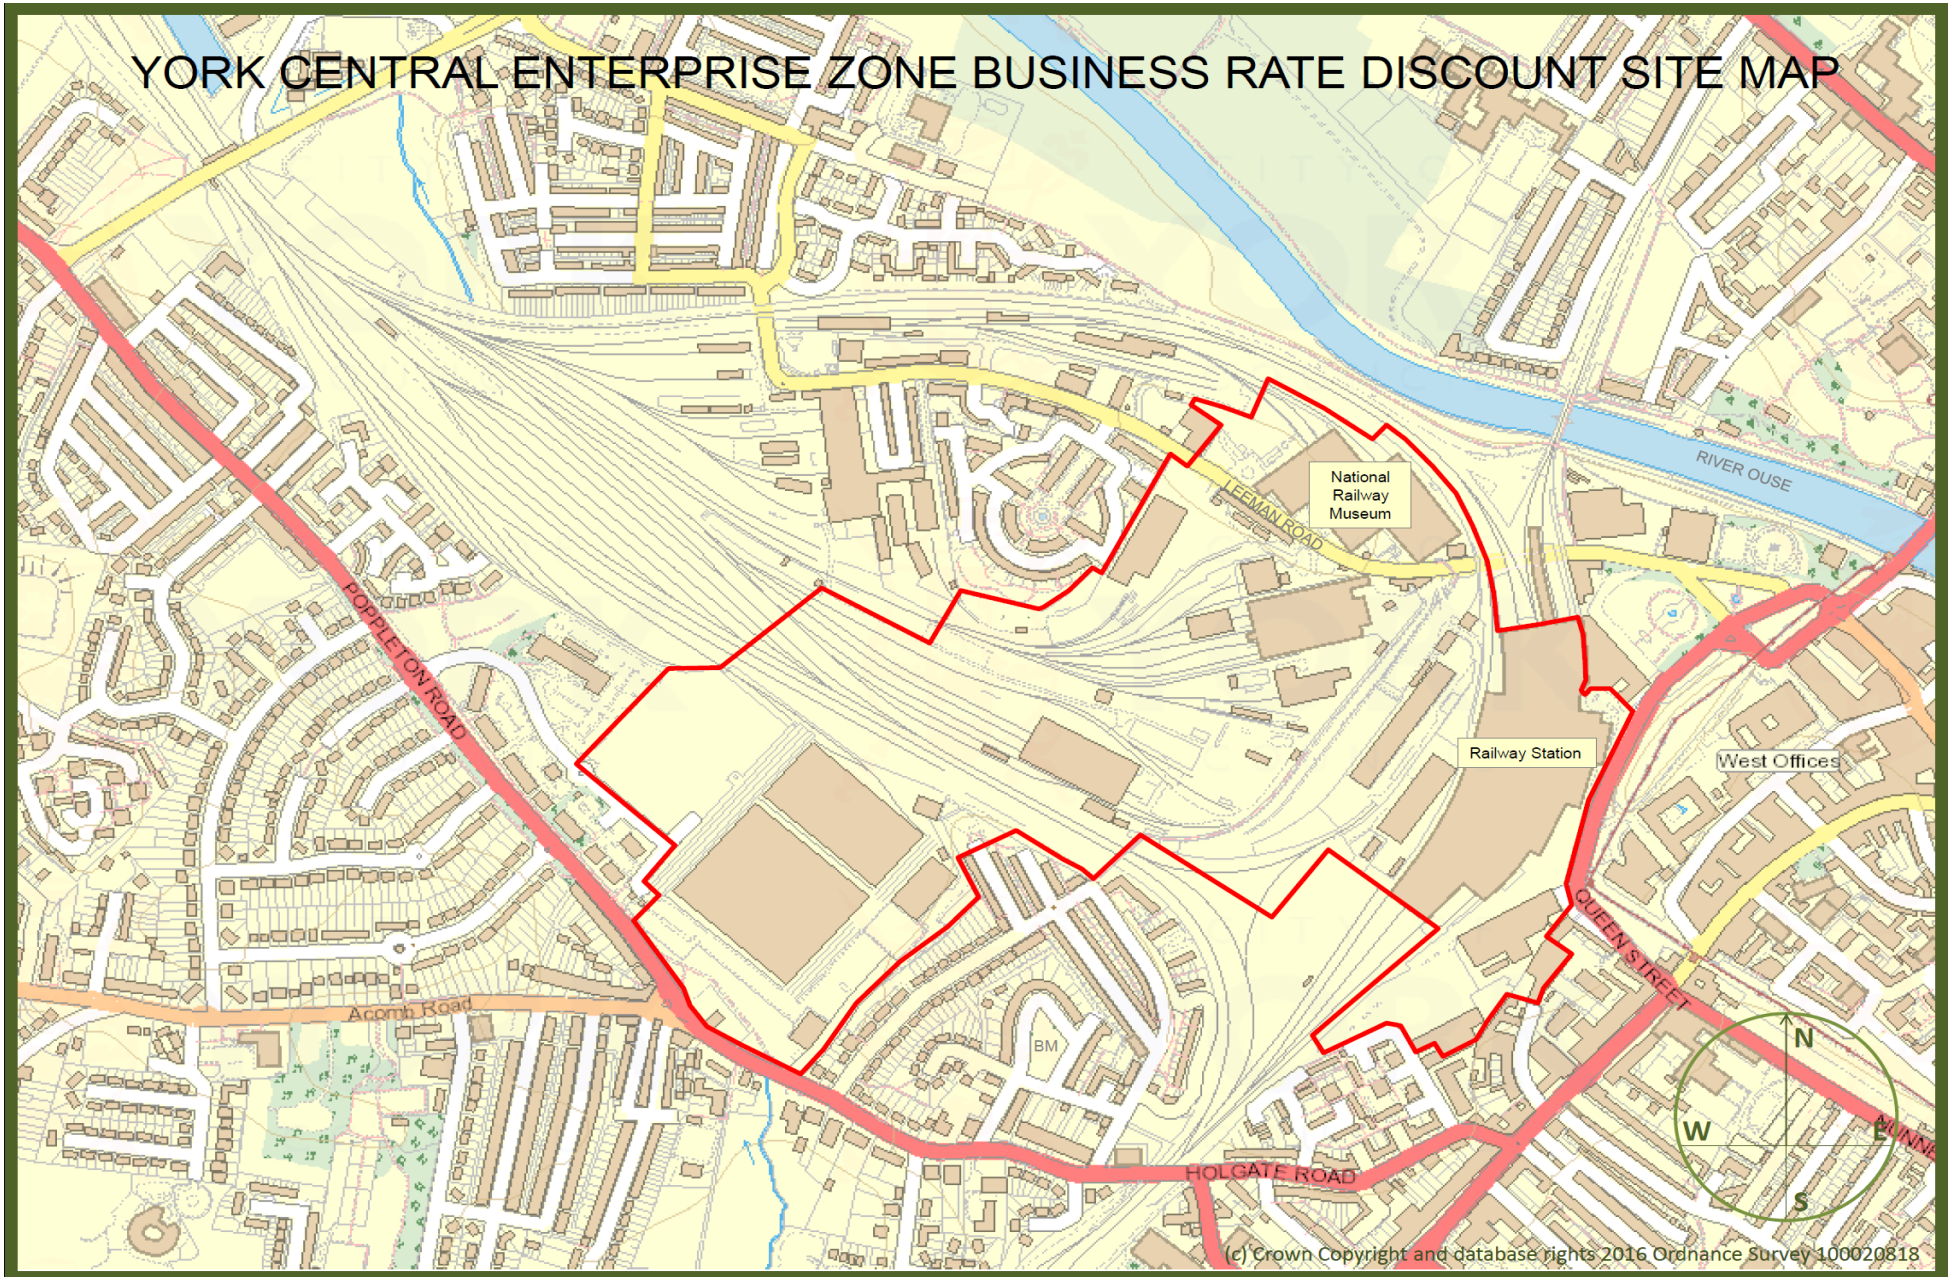 YORK CENTRAL ENTERPRISE ZONE BUSINESS RATE DISCOUNT SITE MAP
RIVER OUSE
National
Railway
Museum
LEEMAN ROAD
POPPLETON ROAD
Railway Station
West Offices
QUEEN STREET
Acomb Road
BM
N
W
E
S
HOLGATE ROAD
(c) Crown Copyright and database rights 2016 Ordnance Survey 100020818